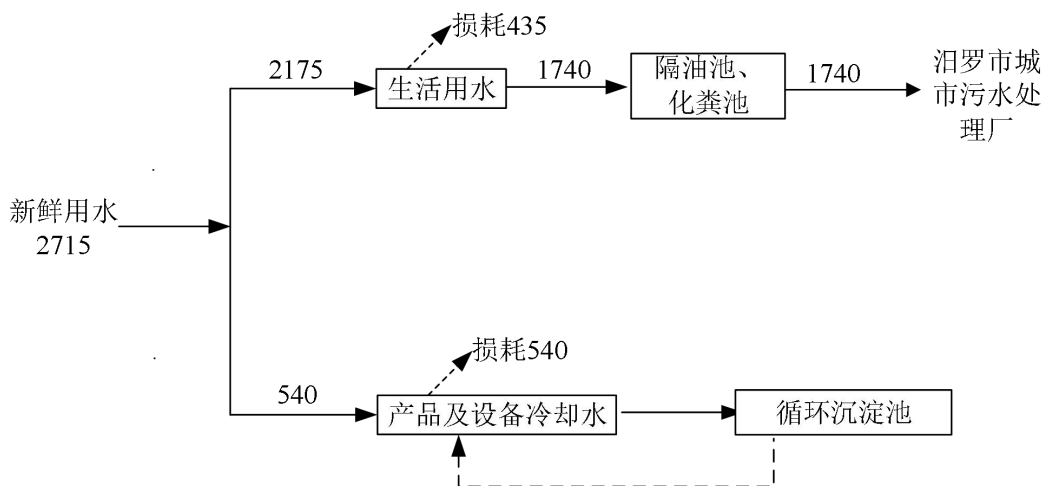 损耗435
2175
生活用水
1740
隔油池、
化粪池
1740
汨罗市城
市污水处
理厂
新鲜用水
2715
损耗540
540
产品及设备冷却水
循环沉淀池